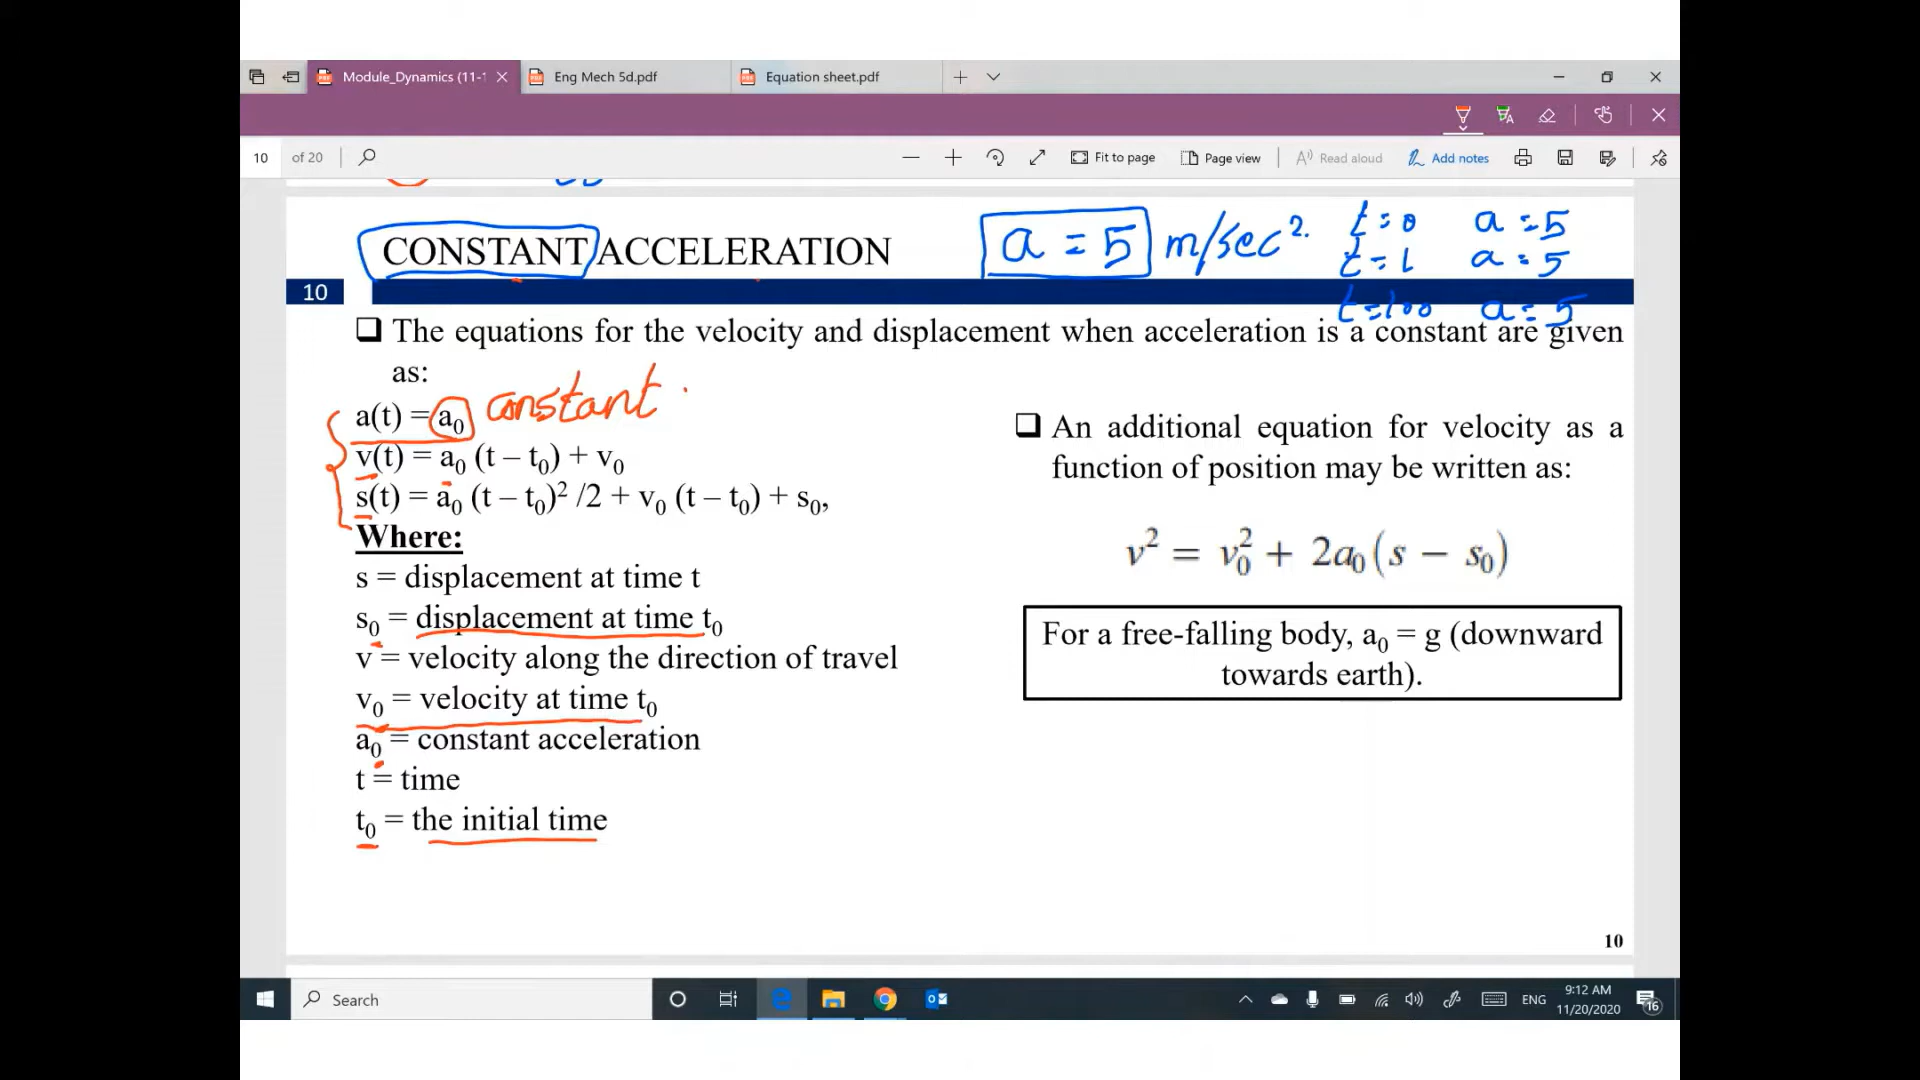 Module_Dynamics (11-1
Eng Mech 5d.pdf
Equation sheet.pdf
10 of 20
Fit to page
Page view
Read aloud
Add notes
CONSTANT ACCELERATION
a = 5 m/sec².
t=0 a=5
t=1 a=5
t=100 a=5
10
❑ The equations for the velocity and displacement when acceleration is a constant are given
as:
a(t) = a₀ constant
v(t) = a₀ (t – t₀) + v₀
s(t) = a₀ (t – t₀)² /2 + v₀ (t – t₀) + s₀,
Where:
s = displacement at time t
s₀ = displacement at time t₀
v = velocity along the direction of travel
v₀ = velocity at time t₀
a₀ = constant acceleration
t = time
t₀ = the initial time
❑ An additional equation for velocity as a
function of position may be written as:
v² = v₀² + 2a₀(s − s₀)
For a free-falling body, a₀ = g (downward
towards earth).
10
Search
ENG
9:12 AM
11/20/2020
16